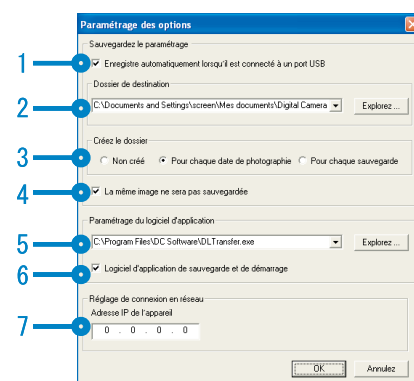 Paramétrage des options
Sauvegardez le paramétrage
1
Enregistre automatiquement lorsqu'il est connecté à un port USB
Dossier de destination
2
C:\Documents and Settings\screen\Mes documents\Digital Camera
Explorez ...
Créez le dossier
3
Non créé
Pour chaque date de photographie
Pour chaque sauvegarde
4
La même image ne sera pas sauvegardée
Paramétrage du logiciel d'application
5
C:\Program Files\DC Software\DLTransfer.exe
Explorez ...
6
Logiciel d'application de sauvegarde et de démarrage
Réglage de connexion en réseau
Adresse IP de l'appareil
7
0 . 0 . 0 . 0
OK
Annulez